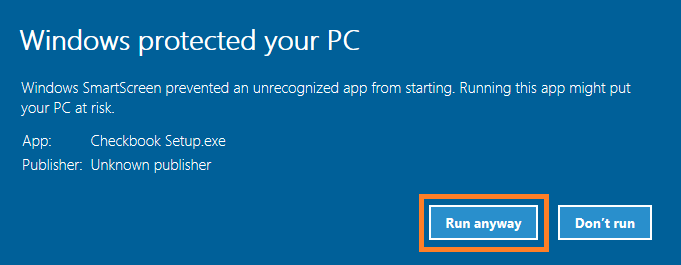 Windows protected your PC
Windows SmartScreen prevented an unrecognized app from starting. Running this app might put
your PC at risk.
App: Checkbook Setup.exe
Publisher: Unknown publisher
Run anyway Don't run